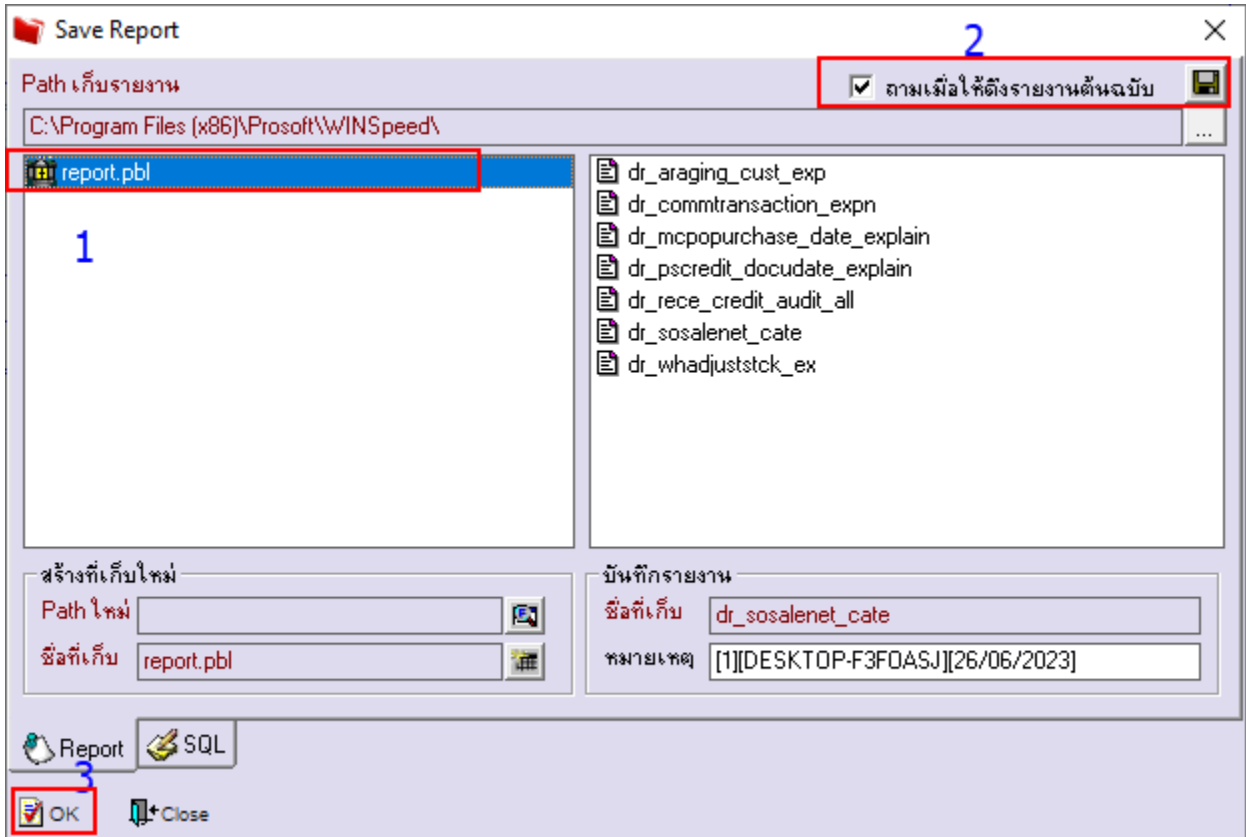 Save Report
2
Path เก็บรายงาน
ถามเมื่อให้ดึงรายงานต้นฉบับ
C:\Program Files (x86)\Prosoft\WINSpeed\
...
report.pbl
1
dr_araging_cust_exp
dr_commtransaction_expn
dr_mcpopurchase_date_explain
dr_pscredit_docudate_explain
dr_rece_credit_audit_all
dr_sosalenet_cate
dr_whadjuststck_ex
สร้างที่เก็บใหม่
Path ใหม่
ชื่อที่เก็บ report.pbl
บันทึกรายงาน
ชื่อที่เก็บ dr_sosalenet_cate
หมายเหตุ [1][DESKTOP-F3FOASJ][26/06/2023]
Report SQL
3
OK Close